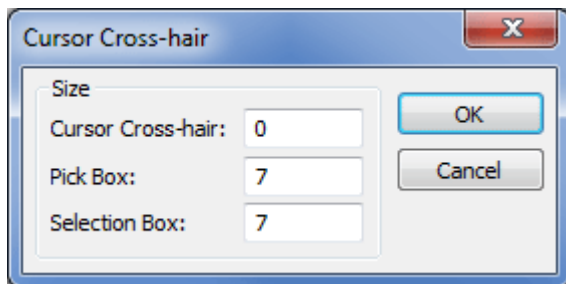 Cursor Cross-hair
Size
Cursor Cross-hair: 0
Pick Box: 7
Selection Box: 7
OK
Cancel